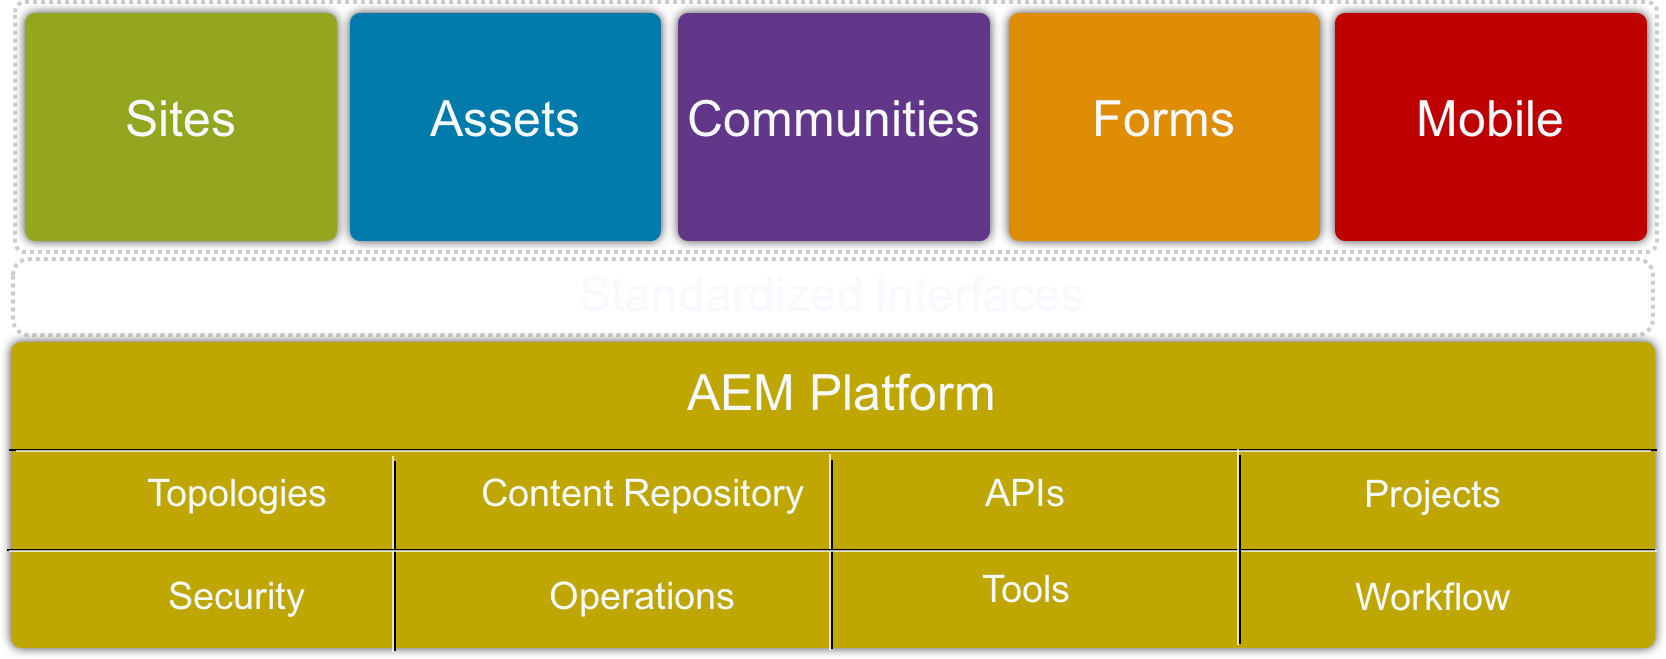 Sites
Assets
Communities
Forms
Mobile
Standardized Interfaces
AEM Platform
Topologies
Content Repository
APIs
Projects
Security
Operations
Tools
Workflow